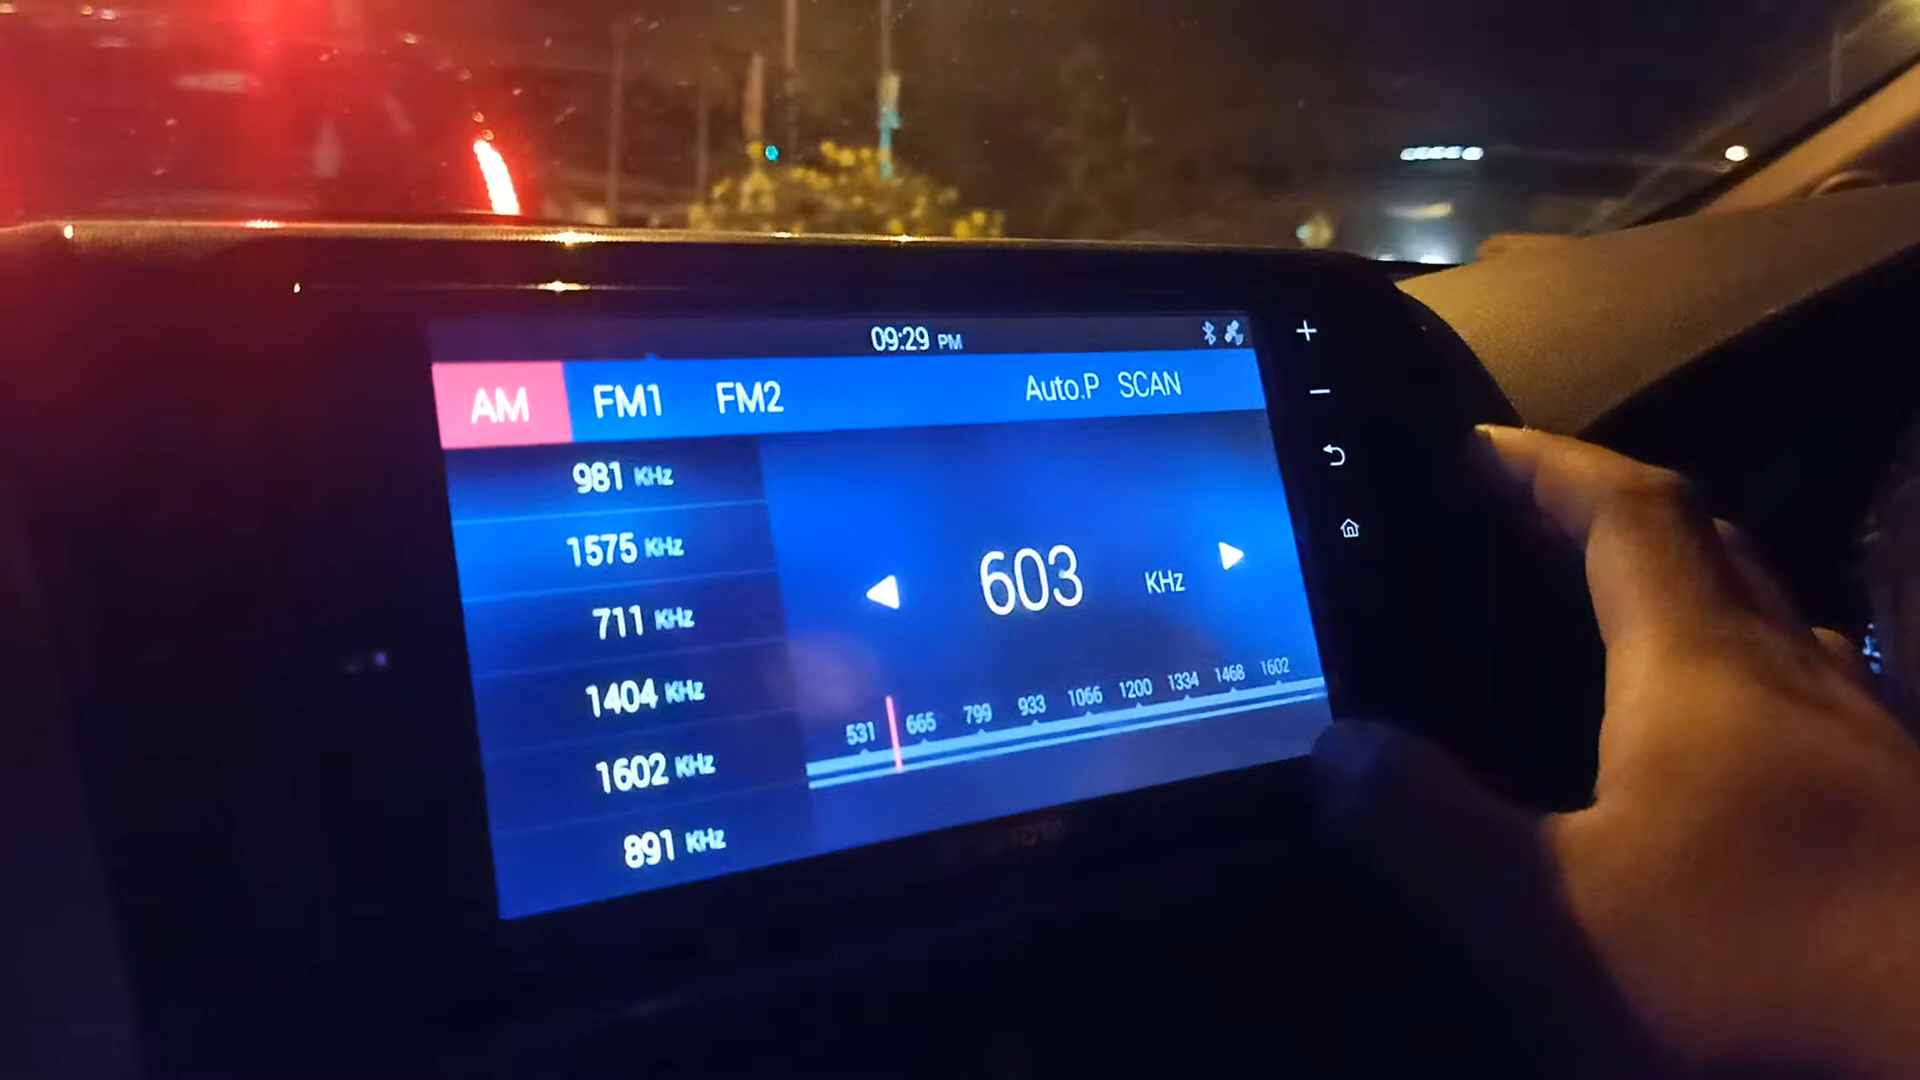 09:29 PM
AM FM1 FM2 Auto.P SCAN
981 KHz
1575 KHz
711 KHz
1404 KHz
1602 KHz
891 KHz
603 KHz
531 665 799 933 1066 1200 1334 1468 1602